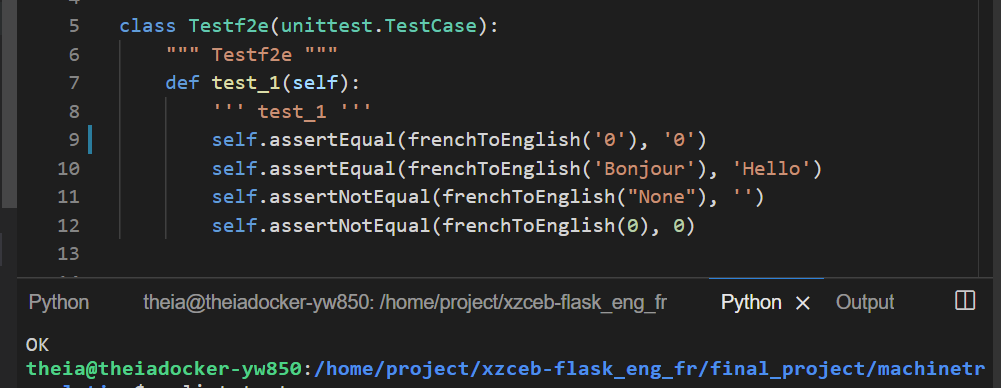 5 class Testf2e(unittest.TestCase):
6 """ Testf2e """
7 def test_1(self):
8 ''' test_1 '''
9 self.assertEqual(frenchToEnglish('0'), '0')
10 self.assertEqual(frenchToEnglish('Bonjour'), 'Hello')
11 self.assertNotEqual(frenchToEnglish("None"), '')
12 self.assertNotEqual(frenchToEnglish(0), 0)
13
Python theia@theiadocker-yw850: /home/project/xzceb-flask_eng_fr Python × Output
OK
theia@theiadocker-yw850:/home/project/xzceb-flask_eng_fr/final_project/machinetr